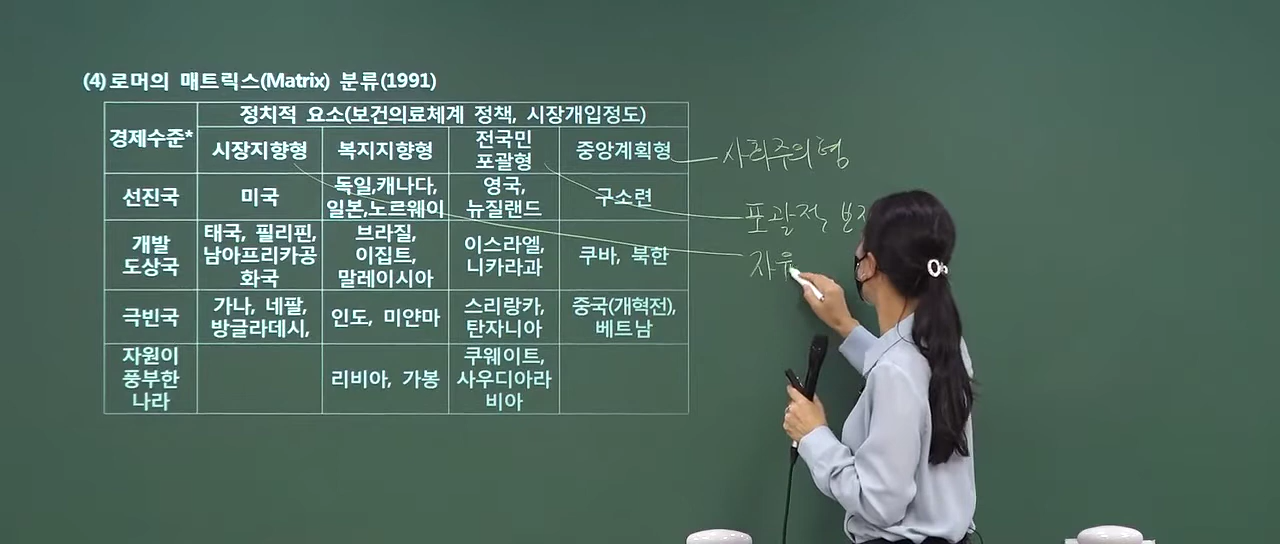 (4) 로머의 매트릭스(Matrix) 분류(1991)
경제수준*
정치적 요소(보건의료체계 정책, 시장개입정도)
시장지향형
복지지향형
전국민
포괄형
중앙계획형
선진국
미국
독일,캐나다,
일본,노르웨이
영국,
뉴질랜드
구소련
개발
도상국
태국, 필리핀,
남아프리카공
화국
브라질,
이집트,
말레이시아
이스라엘,
니카라과
쿠바, 북한
극빈국
가나, 네팔,
방글라데시,
인도, 미얀마
스리랑카,
탄자니아
중국(개혁전),
베트남
자원이
풍부한
나라
리비아, 가봉
쿠웨이트,
사우디아라
비아
사회주의형
포괄적
자유